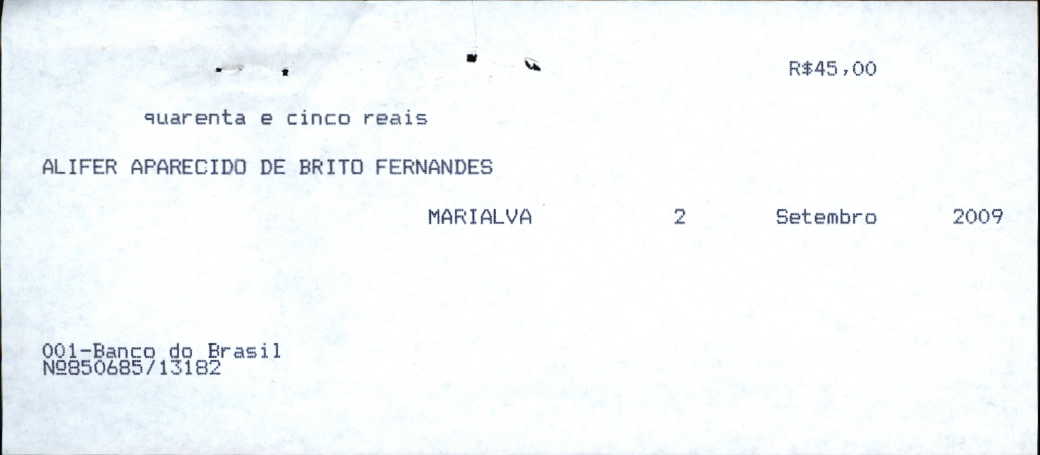 R$45,00
quarenta e cinco reais
ALIFER APARECIDO DE BRITO FERNANDES
MARIALVA 2 Setembro 2009
001-Banco do Brasil
Nº850685/13182